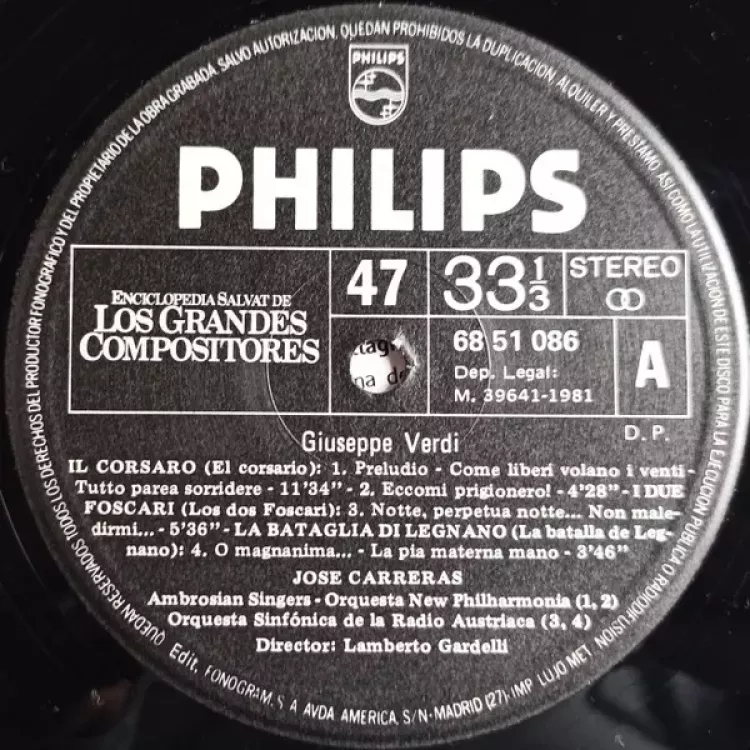 QUEDAN RESERVADOS TODOS LOS DERECHOS DEL PRODUCTOR FONOGRAFICO Y DEL PROPIETARIO DE LA OBRA GRABADA. SALVO AUTORIZACION, QUEDAN PROHIBIDOS LA DUPLICACION, ALQUILER Y PRESTAMO, ASI COMO LA UTILIZACION DE ESTE DISCO PARA LA EJECUCION PUBLICA O RADIODIFUSION
PHILIPS
PHILIPS
ENCICLOPEDIA SALVAT DE
LOS GRANDES
COMPOSITORES
47
33 1/3
STEREO
68 51 086
Dep. Legal:
M. 39641-1981
A
D. P.
Giuseppe Verdi
IL CORSARO (El corsario): 1. Preludio - Come liberi volano i venti -
Tutto parea sorridere - 11'34" - 2. Eccomi prigionero! - 4'28" - I DUE
FOSCARI (Los dos Foscari): 3. Notte, perpetua notte... Non male-
dirmi... - 5'36" - LA BATAGLIA DI LEGNANO (La batalla de Leg-
nano): 4. O magnanima... - La pia materna mano - 3'46"
JOSE CARRERAS
Ambrosian Singers - Orquesta New Philharmonia (1, 2)
Orquesta Sinfónica de la Radio Austriaca (3, 4)
Director: Lamberto Gardelli
Edit. FONOGRAM, S A AVDA AMERICA, S/N - MADRID (27) - IMP LUJO MET